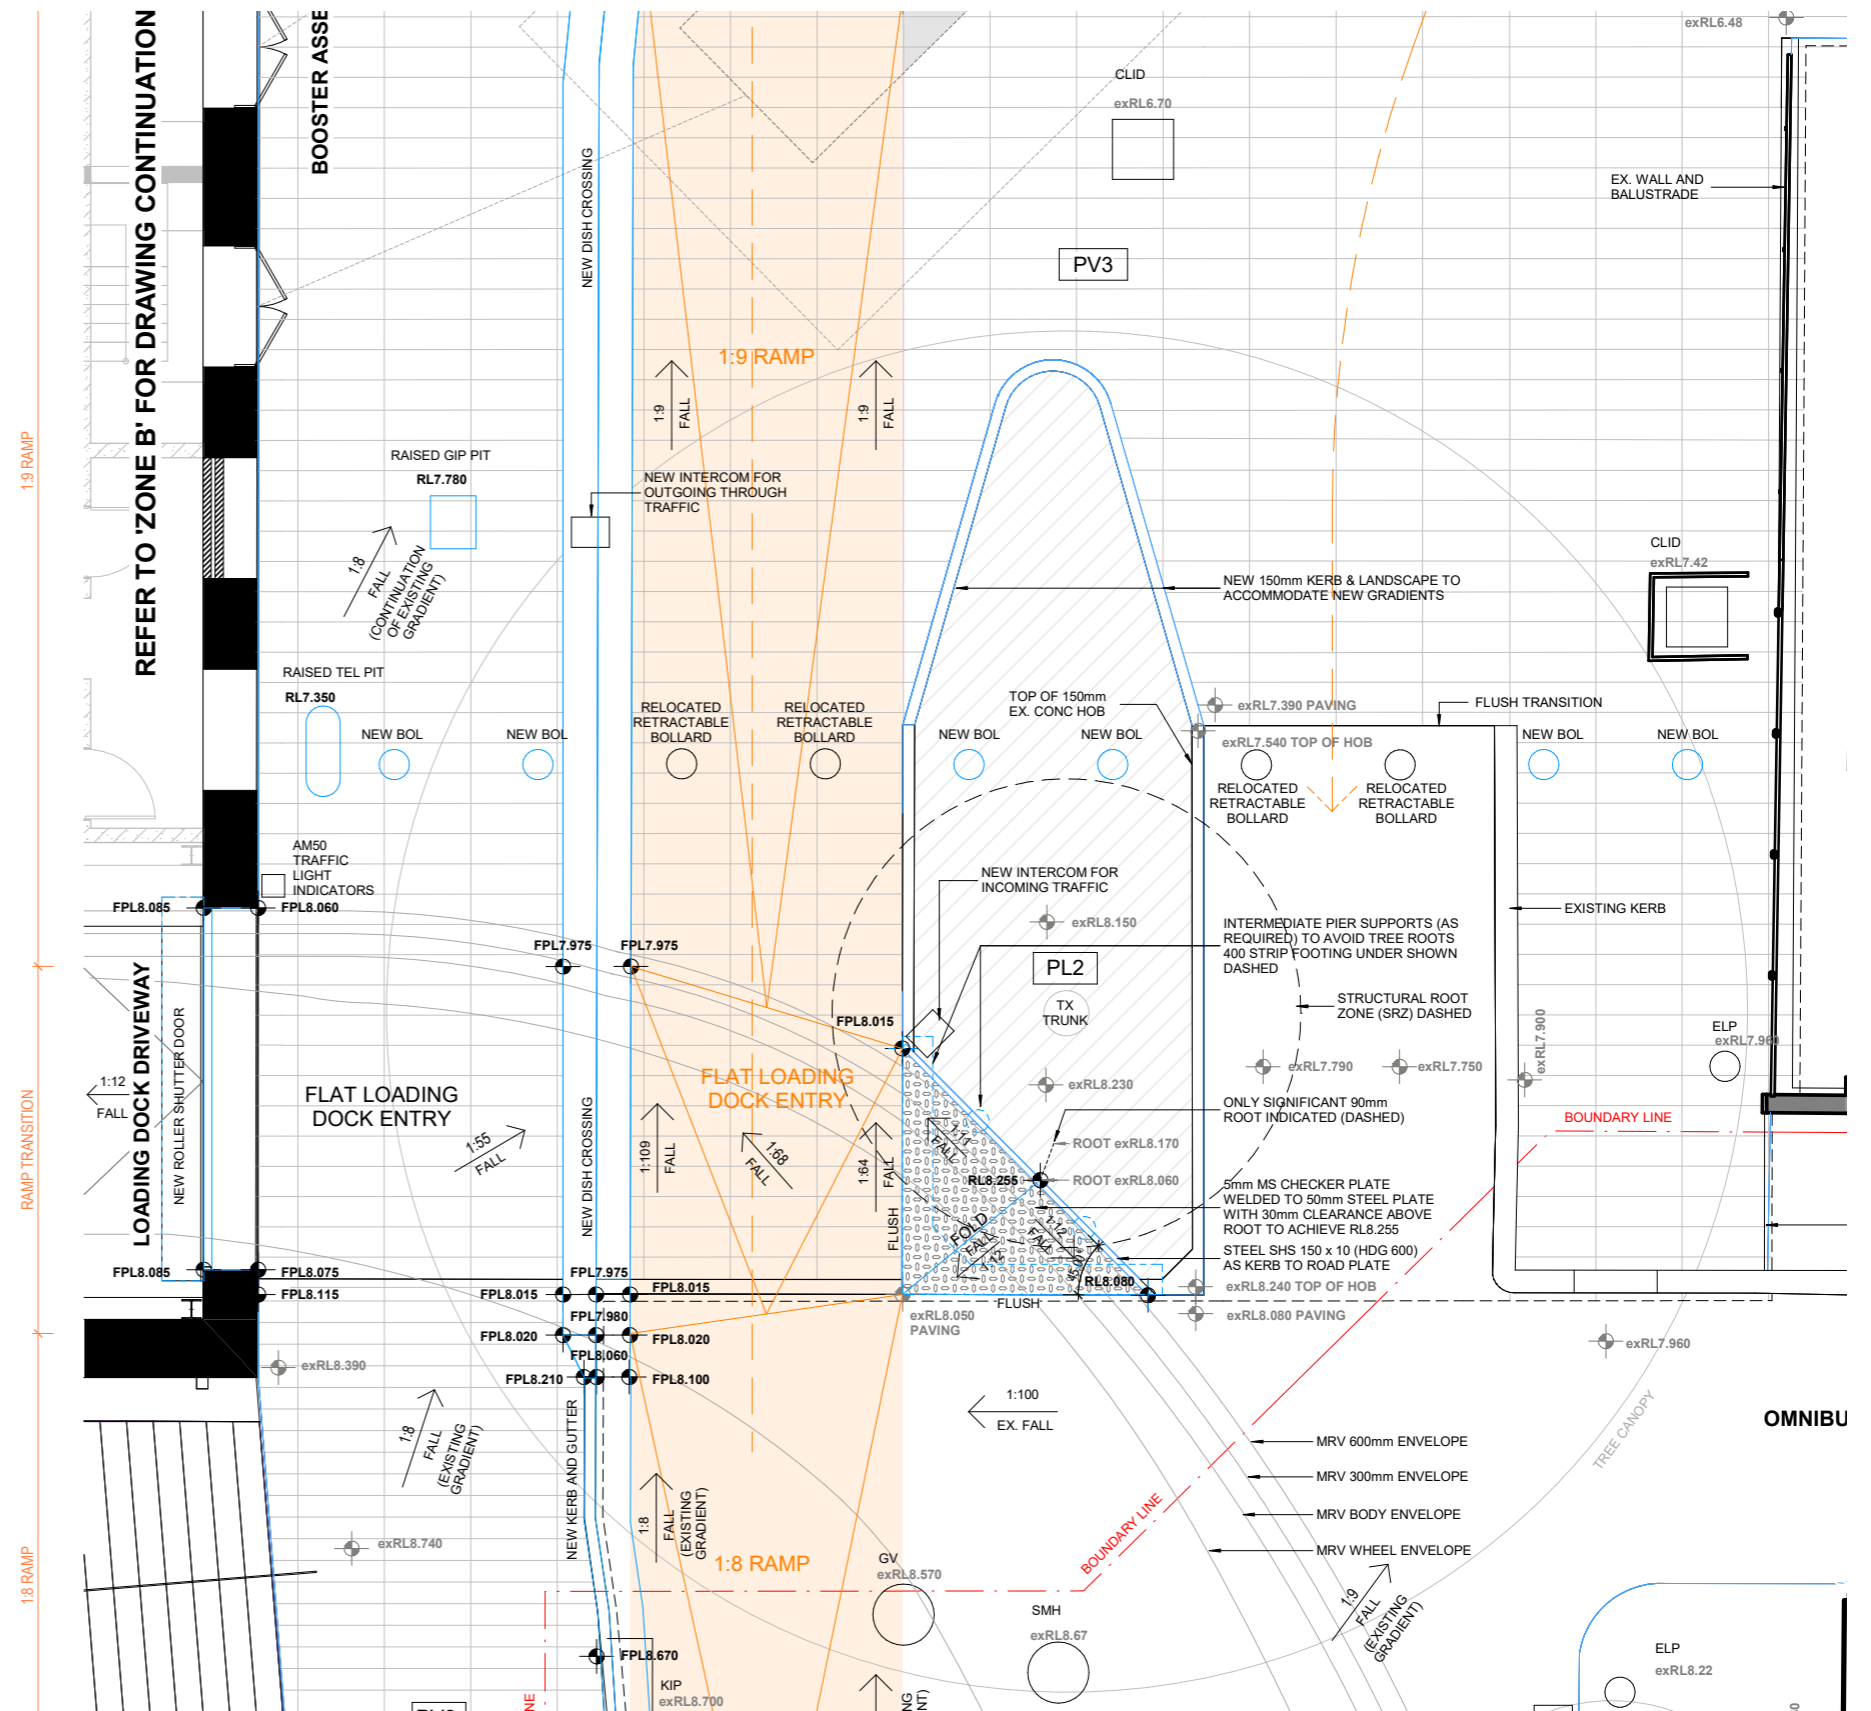 exRL6.48
REFER TO 'ZONE B' FOR DRAWING CONTINUATION
BOOSTER ASSE
CLID
exRL6.70
NEW DISH CROSSING
EX. WALL AND
BALUSTRADE
PV3
1:9 RAMP
1:9
FALL
1:9
FALL
1:9 RAMP
RAISED GIP PIT
RL7.780
NEW INTERCOM FOR
OUTGOING THROUGH
TRAFFIC
1:8
FALL
(CONTINUATION
OF EXISTING
GRADIENT)
CLID
exRL7.42
NEW 150mm KERB & LANDSCAPE TO
ACCOMMODATE NEW GRADIENTS
RAISED TEL PIT
RL7.350
NEW BOL
NEW BOL
RELOCATED
RETRACTABLE
BOLLARD
RELOCATED
RETRACTABLE
BOLLARD
TOP OF 150mm
EX. CONC HOB
NEW BOL
NEW BOL
exRL7.390 PAVING
FLUSH TRANSITION
exRL7.540 TOP OF HOB
NEW BOL
NEW BOL
RELOCATED
RETRACTABLE
BOLLARD
RELOCATED
RETRACTABLE
BOLLARD
AM50
TRAFFIC
LIGHT
INDICATORS
NEW INTERCOM FOR
INCOMING TRAFFIC
FPL8.085
FPL8.060
exRL8.150
EXISTING KERB
INTERMEDIATE PIER SUPPORTS (AS
REQUIRED) TO AVOID TREE ROOTS
400 STRIP FOOTING UNDER SHOWN
DASHED
FPL7.975
FPL7.975
PL2
TX
TRUNK
STRUCTURAL ROOT
ZONE (SRZ) DASHED
FPL8.015
LOADING DOCK DRIVEWAY
NEW ROLLER SHUTTER DOOR
exRL7.900
ELP
exRL7.960
1:12
FALL
FLAT LOADING
DOCK ENTRY
FLAT LOADING
DOCK ENTRY
exRL8.230
exRL7.790
exRL7.750
RAMP TRANSITION
ONLY SIGNIFICANT 90mm
ROOT INDICATED (DASHED)
BOUNDARY LINE
1:55
FALL
NEW DISH CROSSING
1:109
FALL
1:68
FALL
1:64
FALL
1:17
FALL
ROOT exRL8.170
RL8.255
ROOT exRL8.060
5mm MS CHECKER PLATE
WELDED TO 50mm STEEL PLATE
WITH 30mm CLEARANCE ABOVE
ROOT TO ACHIEVE RL8.255
FLUSH
FOLD
FALL
1:12
1:12
FALL
STEEL SHS 150 x 10 (HDG 600)
AS KERB TO ROAD PLATE
FPL8.085
FPL8.075
FPL7.975
FPL8.115
FPL8.015
FPL8.015
RL8.080
exRL8.240 TOP OF HOB
FLUSH
exRL8.050
PAVING
exRL8.080 PAVING
FPL7.980
FPL8.020
FPL8.020
exRL7.960
FPL8.060
FPL8.210
FPL8.100
exRL8.390
1:100
EX. FALL
1:8
FALL
(EXISTING
GRADIENT)
NEW KERB AND GUTTER
TREE CANOPY
OMNIBU
MRV 600mm ENVELOPE
MRV 300mm ENVELOPE
MRV BODY ENVELOPE
MRV WHEEL ENVELOPE
BOUNDARY LINE
exRL8.740
1:8
FALL
(EXISTING
GRADIENT)
1:8 RAMP
1:8 RAMP
GV
exRL8.570
SMH
exRL8.67
1:9
FALL
(EXISTING
GRADIENT)
FPL8.670
KIP
exRL8.700
ELP
exRL8.22